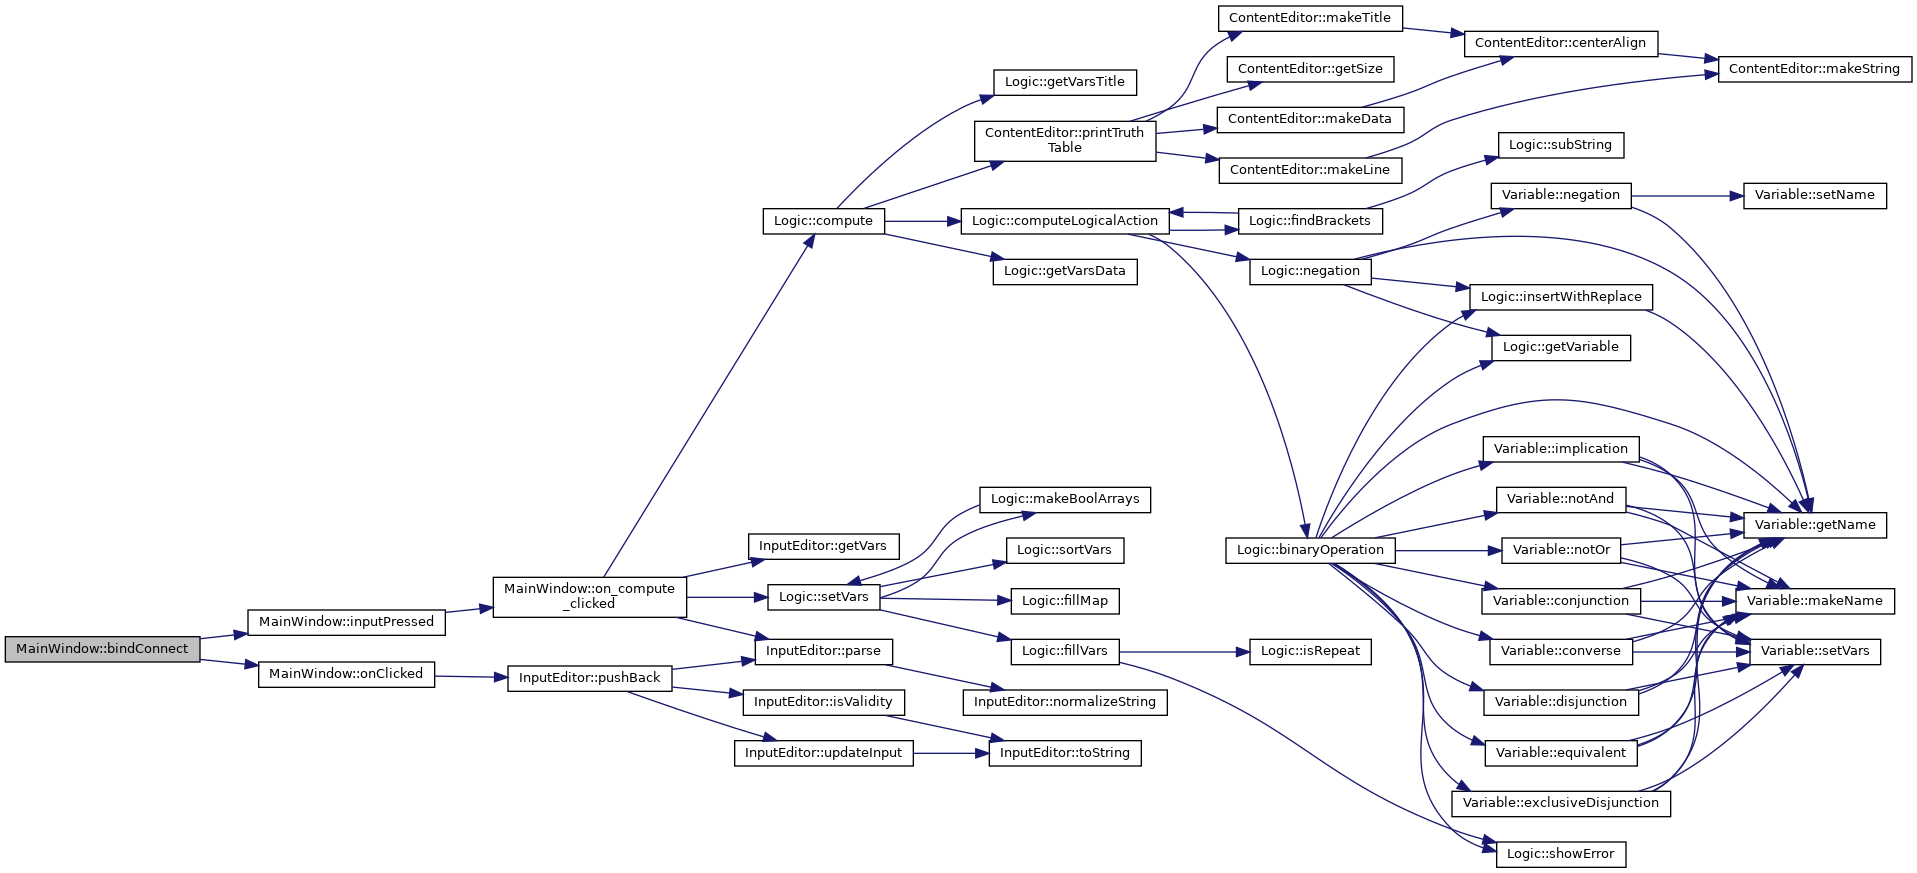 ContentEditor::makeTitle
ContentEditor::centerAlign
ContentEditor::getSize
ContentEditor::makeString
Logic::getVarsTitle
ContentEditor::makeData
ContentEditor::printTruth
Table
Logic::subString
ContentEditor::makeLine
Variable::negation
Variable::setName
Logic::compute
Logic::computeLogicalAction
Logic::findBrackets
Logic::getVarsData
Logic::negation
Logic::insertWithReplace
Logic::getVariable
Variable::implication
Logic::makeBoolArrays
Variable::notAnd
Variable::getName
InputEditor::getVars
Logic::sortVars
Logic::binaryOperation
Variable::notOr
MainWindow::on_compute
_clicked
Logic::setVars
Logic::fillMap
Variable::conjunction
Variable::makeName
MainWindow::inputPressed
MainWindow::bindConnect
InputEditor::parse
Logic::fillVars
Logic::isRepeat
Variable::converse
Variable::setVars
MainWindow::onClicked
InputEditor::pushBack
InputEditor::isValidity
InputEditor::normalizeString
Variable::disjunction
InputEditor::updateInput
InputEditor::toString
Variable::equivalent
Variable::exclusiveDisjunction
Logic::showError